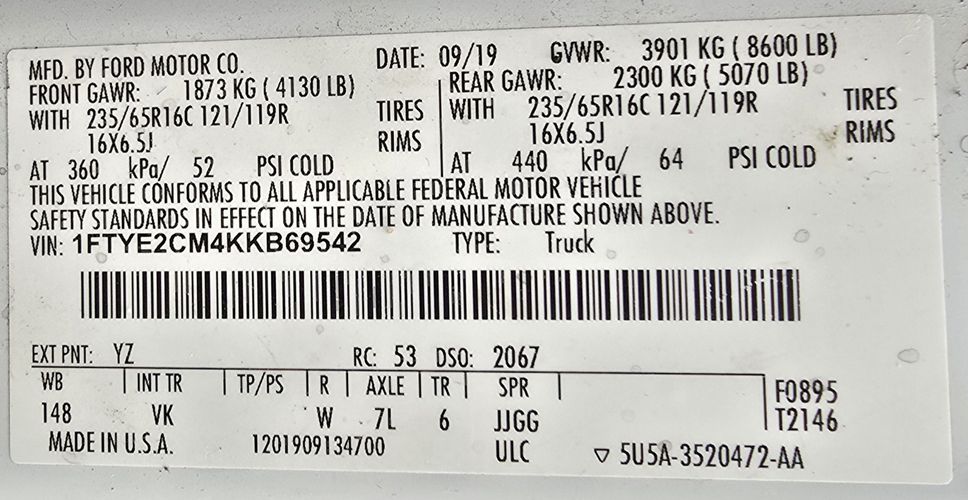 MFD. BY FORD MOTOR CO. DATE: 09/19 GVWR: 3901 KG ( 8600 LB)
FRONT GAWR: 1873 KG ( 4130 LB) REAR GAWR: 2300 KG ( 5070 LB)
WITH 235/65R16C 121/119R TIRES WITH 235/65R16C 121/119R TIRES
16X6.5J RIMS 16X6.5J RIMS
AT 360 kPa/ 52 PSI COLD AT 440 kPa/ 64 PSI COLD
THIS VEHICLE CONFORMS TO ALL APPLICABLE FEDERAL MOTOR VEHICLE
SAFETY STANDARDS IN EFFECT ON THE DATE OF MANUFACTURE SHOWN ABOVE.
VIN: 1FTYE2CM4KKB69542 TYPE: Truck
EXT PNT: YZ RC: 53 DSO: 2067
WB INT TR TP/PS R AXLE TR SPR F0895
148 VK W 7L 6 JJGG T2146
MADE IN U.S.A. 1201909134700 ULC ▽ 5U5A-3520472-AA